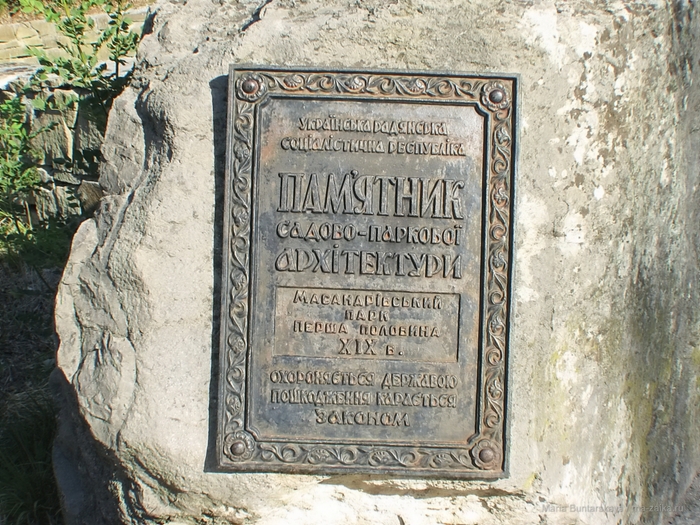 УКРАЇНСЬКА РАДЯНСЬКА
СОЦІАЛІСТИЧНА РЕСПУБЛІКА
ПАМ'ЯТНИК
САДОВО-ПАРКОВОЇ
АРХІТЕКТУРИ
МАСАНДРІВСЬКИЙ
ПАРК
ПЕРША ПОЛОВИНА
XIX в.
ОХОРОНЯЄТЬСЯ ДЕРЖАВОЮ
ПОШКОДЖЕННЯ КАРАЄТЬСЯ
ЗАКОНОМ